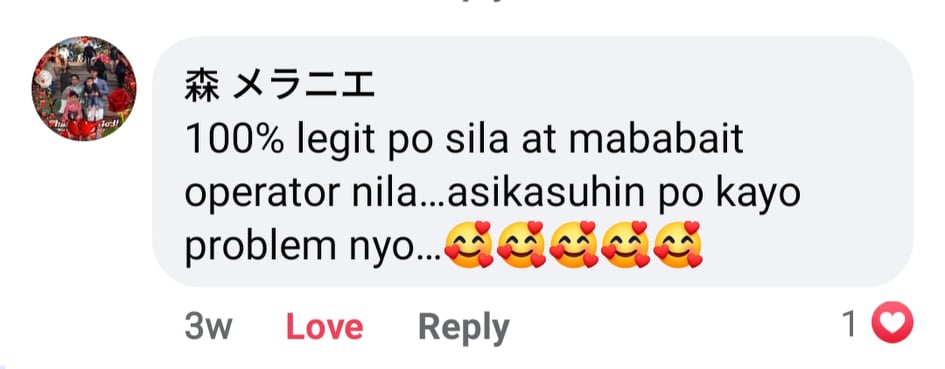 森 メラニエ
100% legit po sila at mababait
operator nila...asikasuhin po kayo
problem nyo...🥰🥰🥰🥰🥰
3w Love Reply 1